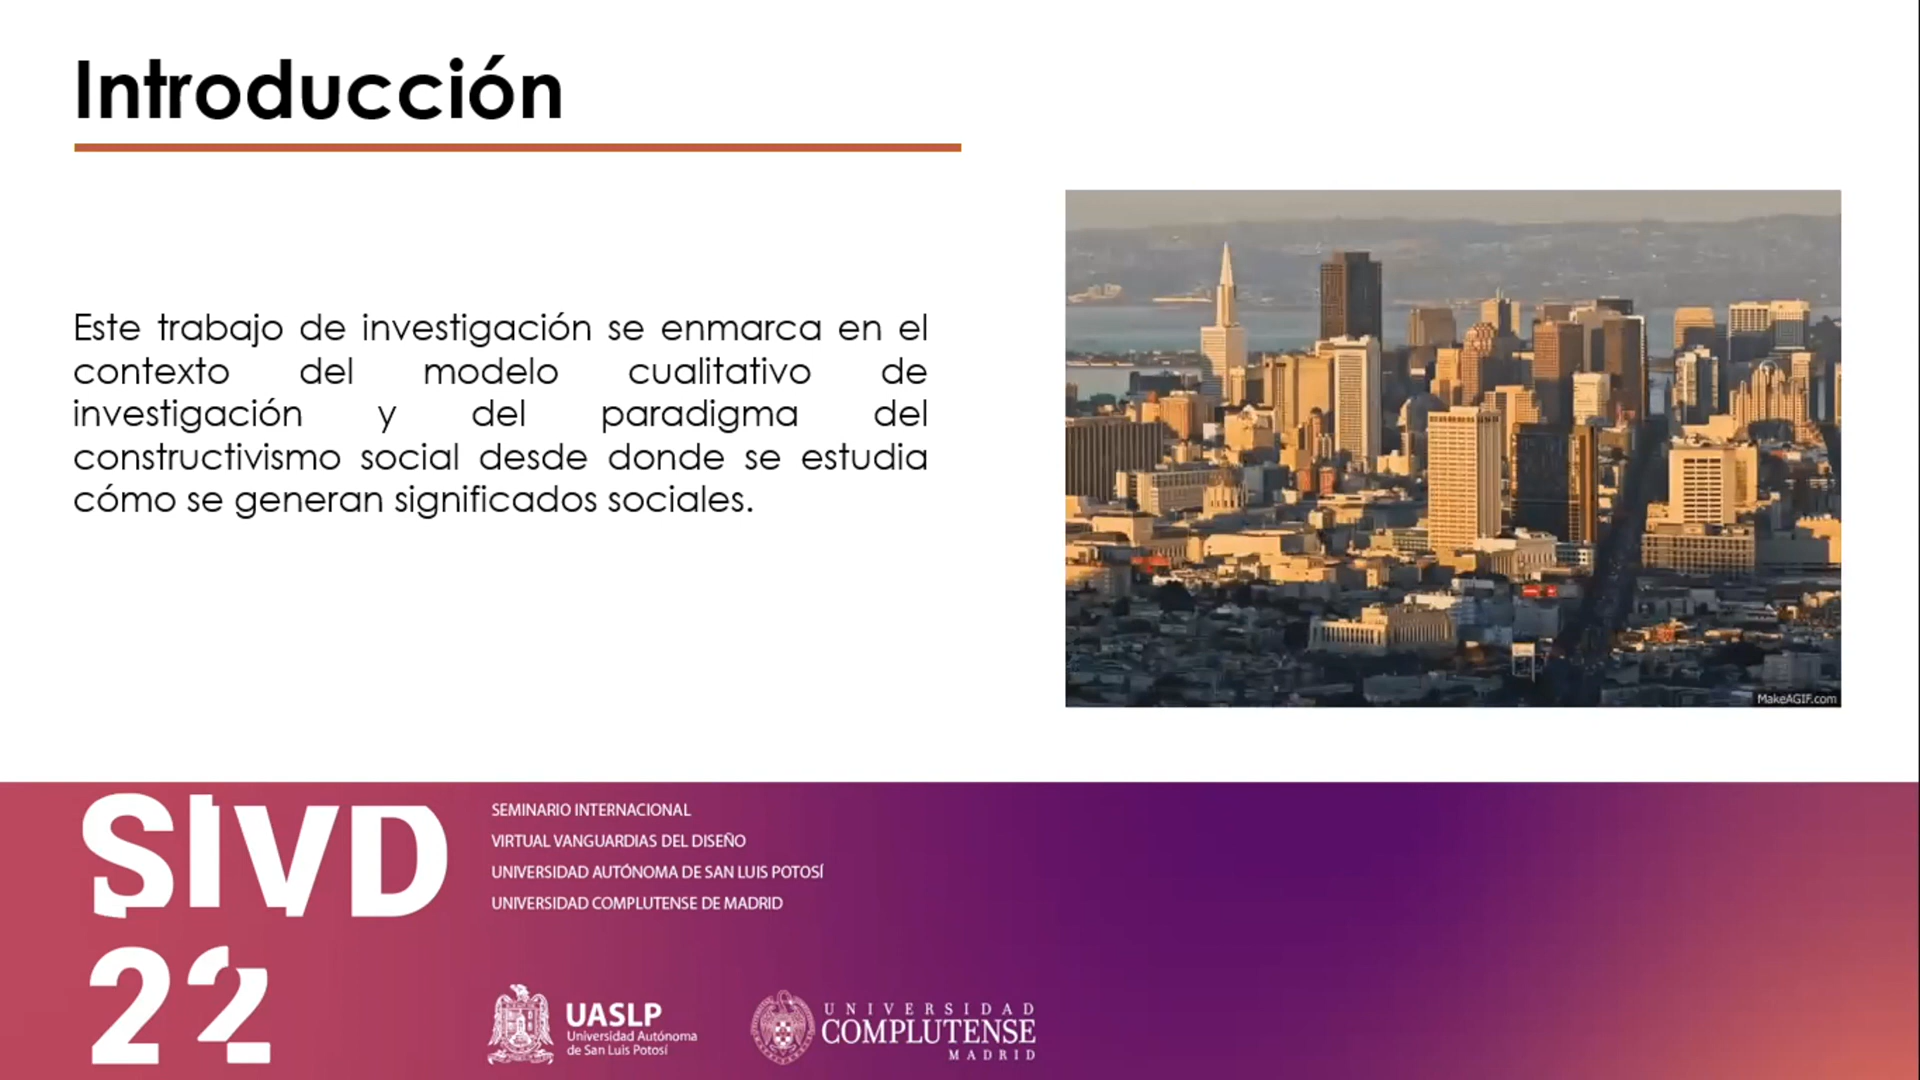 Introducción
Este trabajo de investigación se enmarca en el
contexto del modelo cualitativo de
investigación y del paradigma del
constructivismo social desde donde se estudia
cómo se generan significados sociales.
MakeAGIF.com
SIVD
22
SEMINARIO INTERNACIONAL
VIRTUAL VANGUARDIAS DEL DISEÑO
UNIVERSIDAD AUTÓNOMA DE SAN LUIS POTOSÍ
UNIVERSIDAD COMPLUTENSE DE MADRID
UASLP
Universidad Autónoma
de San Luis Potosí
UNIVERSIDAD
COMPLUTENSE
MADRID